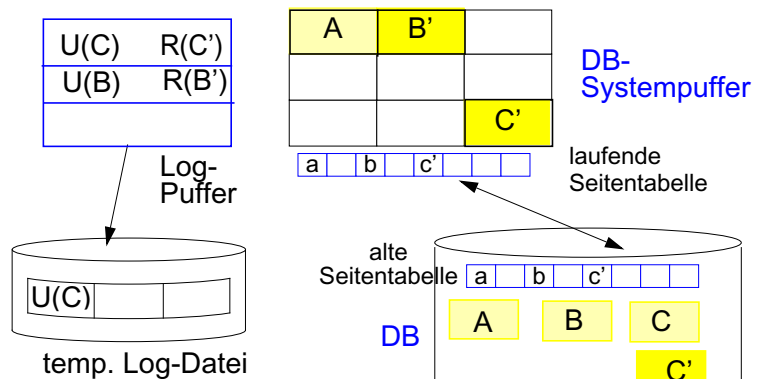 U(C) R(C')
U(B) R(B')
Log-
Puffer
U(C)
temp. Log-Datei
A B'
C'
DB-
Systempuffer
a b c'
laufende
Seitentabelle
alte
Seitentabelle
a b c'
A B C
DB
C'